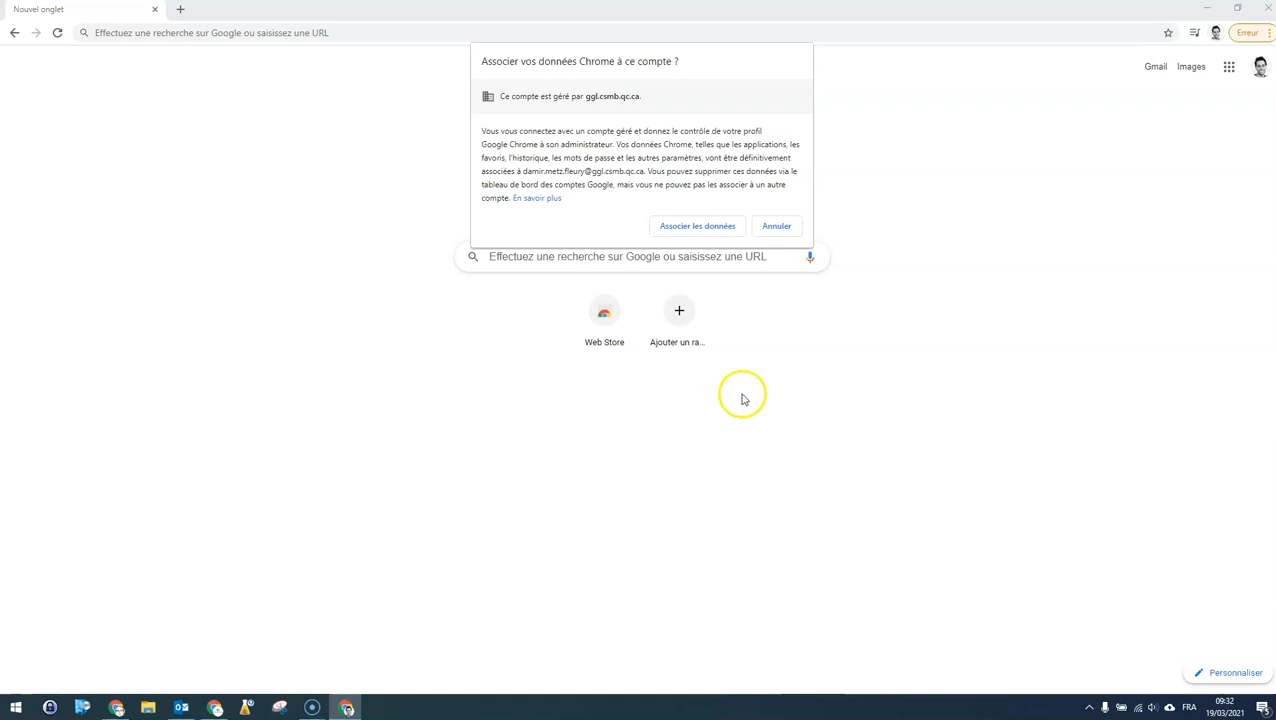 Nouvel onglet
Effectuez une recherche sur Google ou saisissez une URL
Erreur
Gmail Images
Associer vos données Chrome à ce compte ?
Ce compte est géré par ggl.csmb.qc.ca.
Vous vous connectez avec un compte géré et donnez le contrôle de votre profil
Google Chrome à son administrateur. Vos données Chrome, telles que les applications, les
favoris, l'historique, les mots de passe et les autres paramètres, vont être définitivement
associées à damir.metz.fleury@ggl.csmb.qc.ca. Vous pouvez supprimer ces données via le
tableau de bord des comptes Google, mais vous ne pouvez pas les associer à un autre
compte. En savoir plus
Associer les données Annuler
Effectuez une recherche sur Google ou saisissez une URL
Web Store Ajouter un ra...
Personnaliser
09:32
FRA
19/03/2021